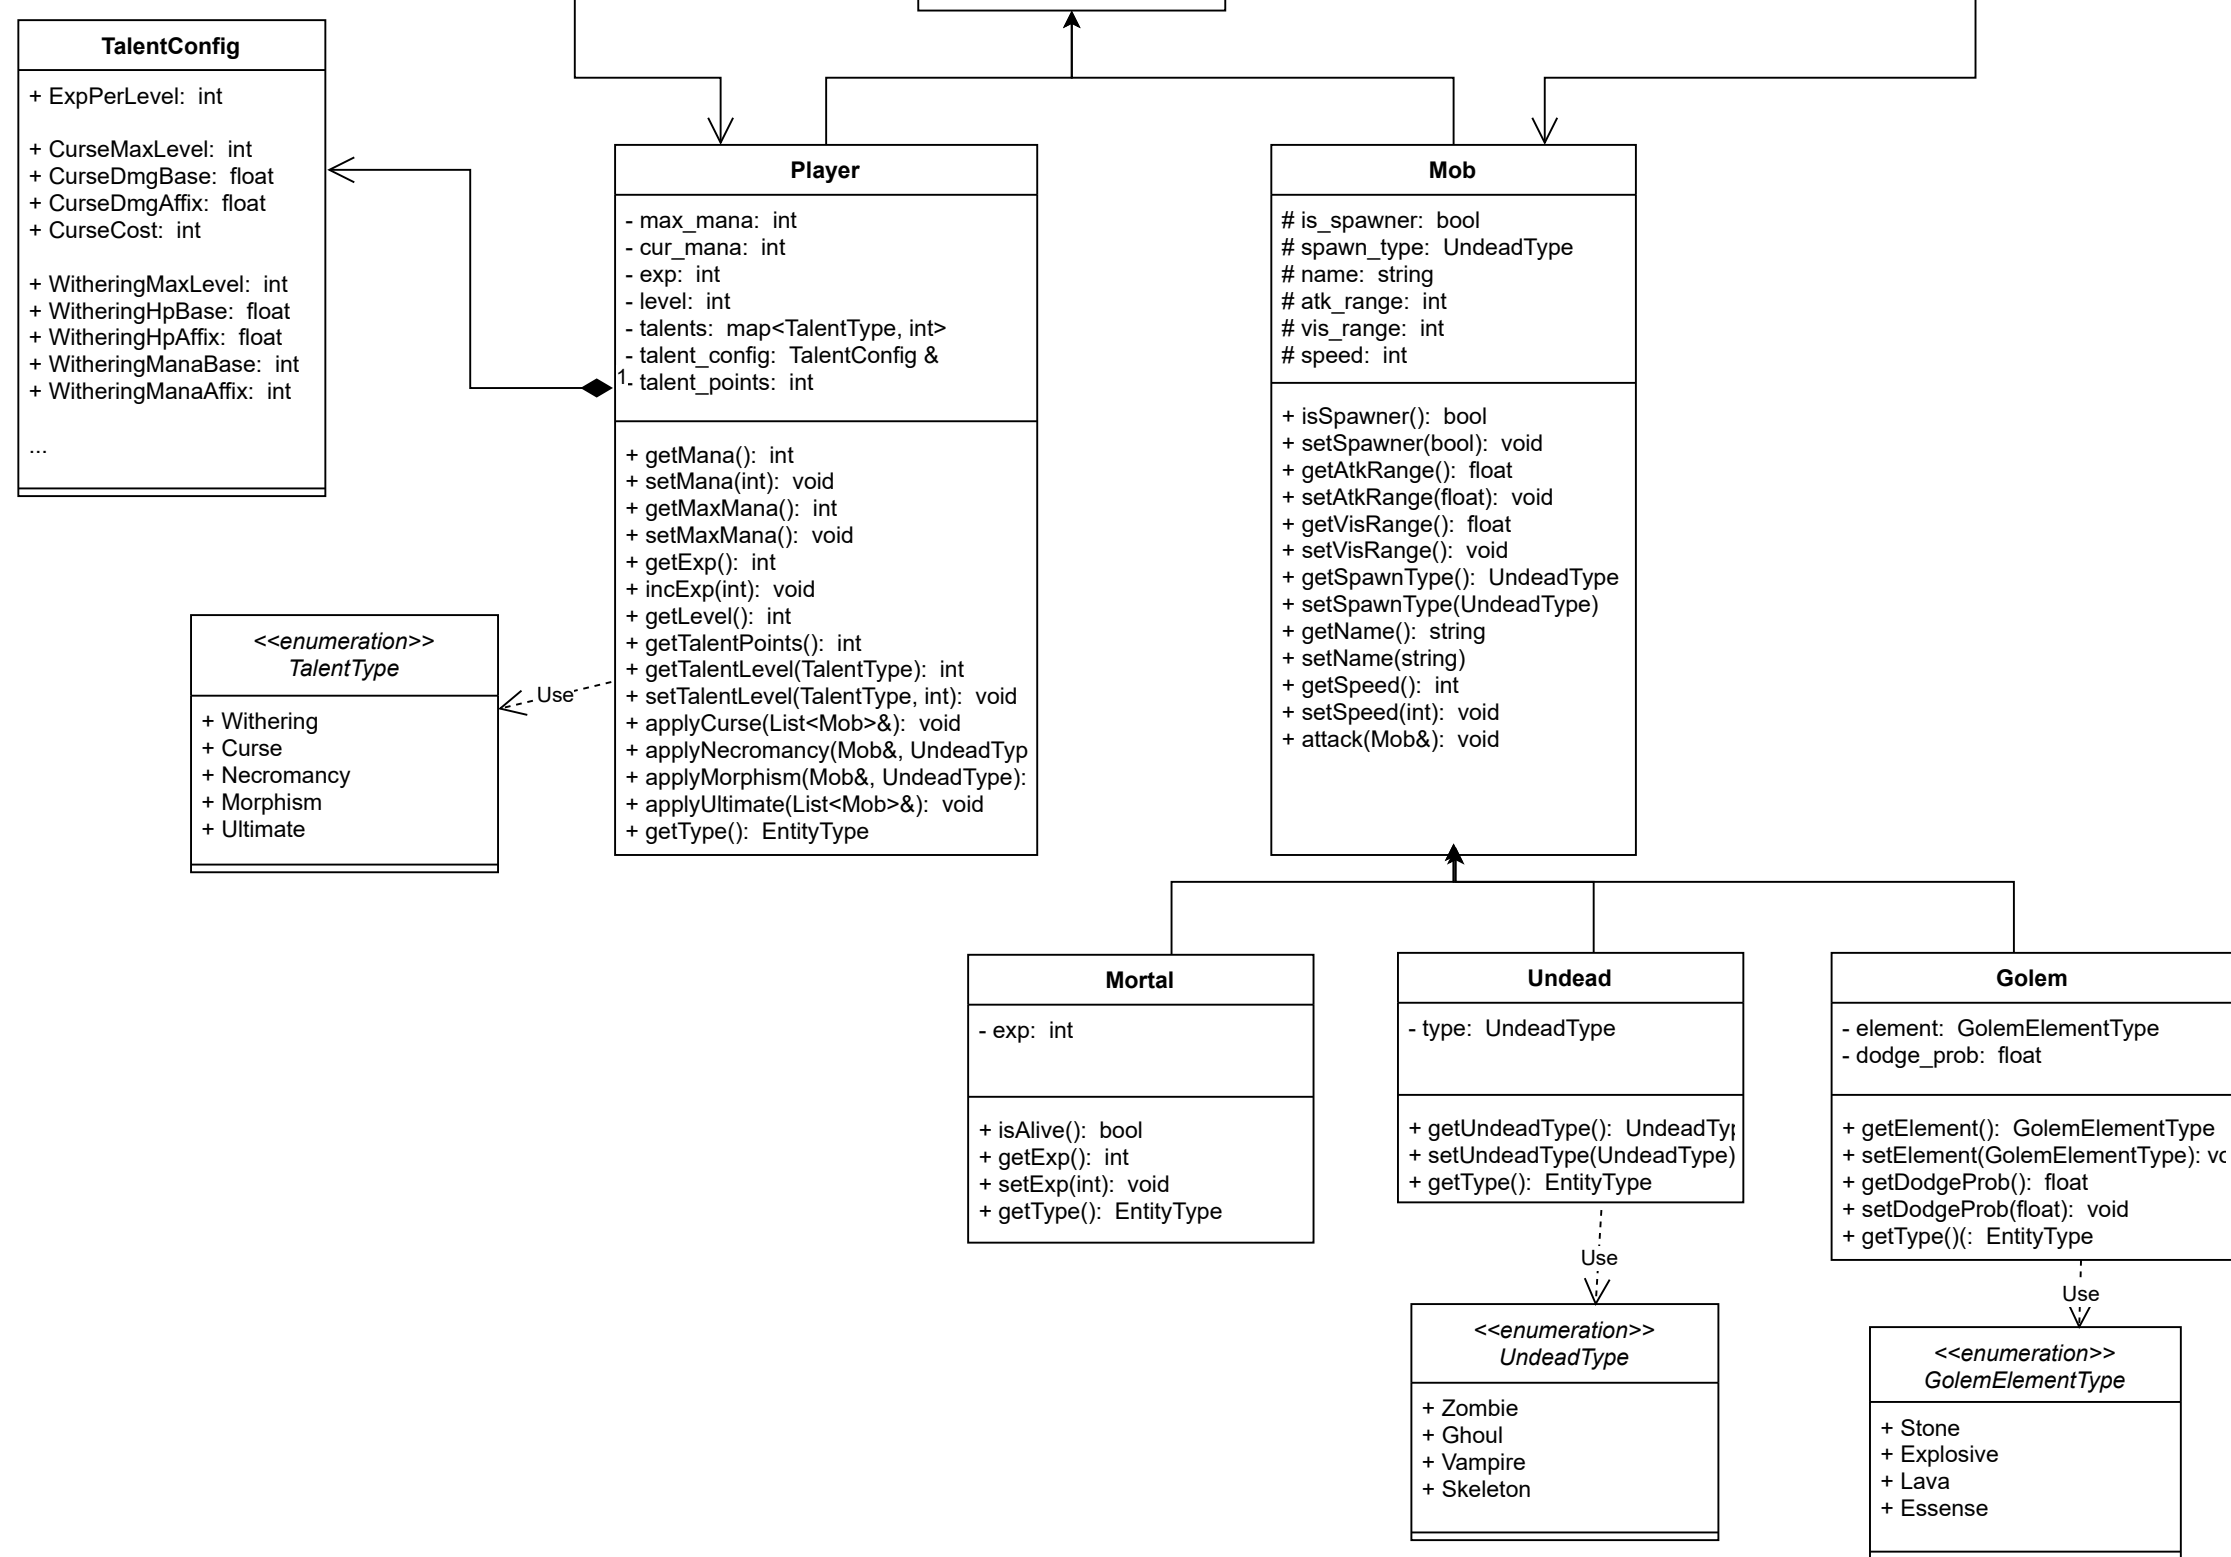 TalentConfig
+ ExpPerLevel: int
+ CurseMaxLevel: int
+ CurseDmgBase: float
+ CurseDmgAffix: float
+ CurseCost: int
+ WitheringMaxLevel: int
+ WitheringHpBase: float
+ WitheringHpAffix: float
+ WitheringManaBase: int
+ WitheringManaAffix: int
...
Player
- max_mana: int
- cur_mana: int
- exp: int
- level: int
- talents: map<TalentType, int>
- talent_config: TalentConfig &
1
- talent_points: int
+ getMana(): int
+ setMana(int): void
+ getMaxMana(): int
+ setMaxMana(): void
+ getExp(): int
+ incExp(int): void
+ getLevel(): int
+ getTalentPoints(): int
+ getTalentLevel(TalentType): int
+ setTalentLevel(TalentType, int): void
+ applyCurse(List<Mob>&): void
+ applyNecromancy(Mob&, UndeadTyp
+ applyMorphism(Mob&, UndeadType):
+ applyUltimate(List<Mob>&): void
+ getType(): EntityType
Use
<<enumeration>>
TalentType
+ Withering
+ Curse
+ Necromancy
+ Morphism
+ Ultimate
Mob
# is_spawner: bool
# spawn_type: UndeadType
# name: string
# atk_range: int
# vis_range: int
# speed: int
+ isSpawner(): bool
+ setSpawner(bool): void
+ getAtkRange(): float
+ setAtkRange(float): void
+ getVisRange(): float
+ setVisRange(): void
+ getSpawnType(): UndeadType
+ setSpawnType(UndeadType)
+ getName(): string
+ setName(string)
+ getSpeed(): int
+ setSpeed(int): void
+ attack(Mob&): void
Mortal
- exp: int
+ isAlive(): bool
+ getExp(): int
+ setExp(int): void
+ getType(): EntityType
Undead
- type: UndeadType
+ getUndeadType(): UndeadTyp
+ setUndeadType(UndeadType)
+ getType(): EntityType
Use
<<enumeration>>
UndeadType
+ Zombie
+ Ghoul
+ Vampire
+ Skeleton
Golem
- element: GolemElementType
- dodge_prob: float
+ getElement(): GolemElementType
+ setElement(GolemElementType): vo
+ getDodgeProb(): float
+ setDodgeProb(float): void
+ getType()(: EntityType
Use
<<enumeration>>
GolemElementType
+ Stone
+ Explosive
+ Lava
+ Essense